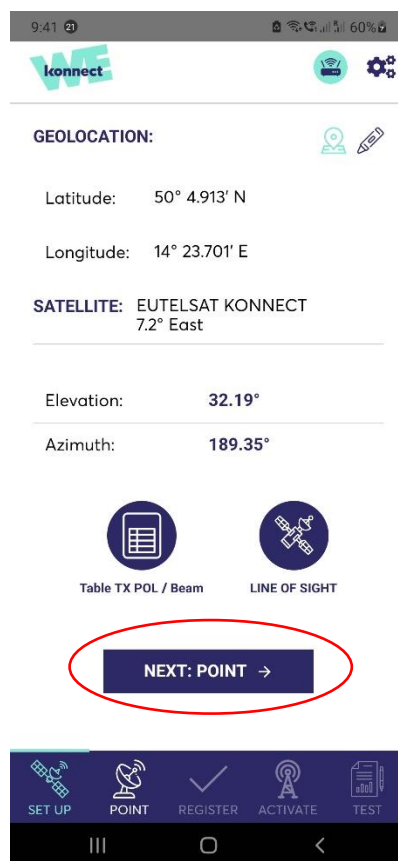 9:41 21 60%
WE
konnect
GEOLOCATION:
Latitude: 50° 4.913' N
Longitude: 14° 23.701' E
SATELLITE: EUTELSAT KONNECT
7.2° East
Elevation: 32.19°
Azimuth: 189.35°
Table TX POL / Beam LINE OF SIGHT
NEXT: POINT →
SET UP POINT REGISTER ACTIVATE TEST